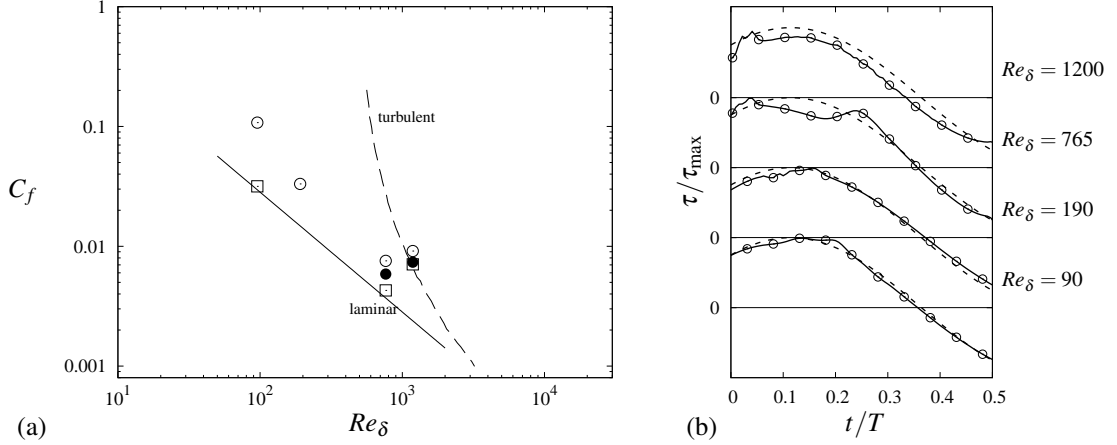 1
0.1
0.01
0.001
C_f
turbulent
laminar
10^1
10^2
10^3
10^4
Re_δ
(a)
τ/τ_max
0
0
0
0
Re_δ = 1200
Re_δ = 765
Re_δ = 190
Re_δ = 90
0 0.1 0.2 0.3 0.4 0.5
t/T
(b)